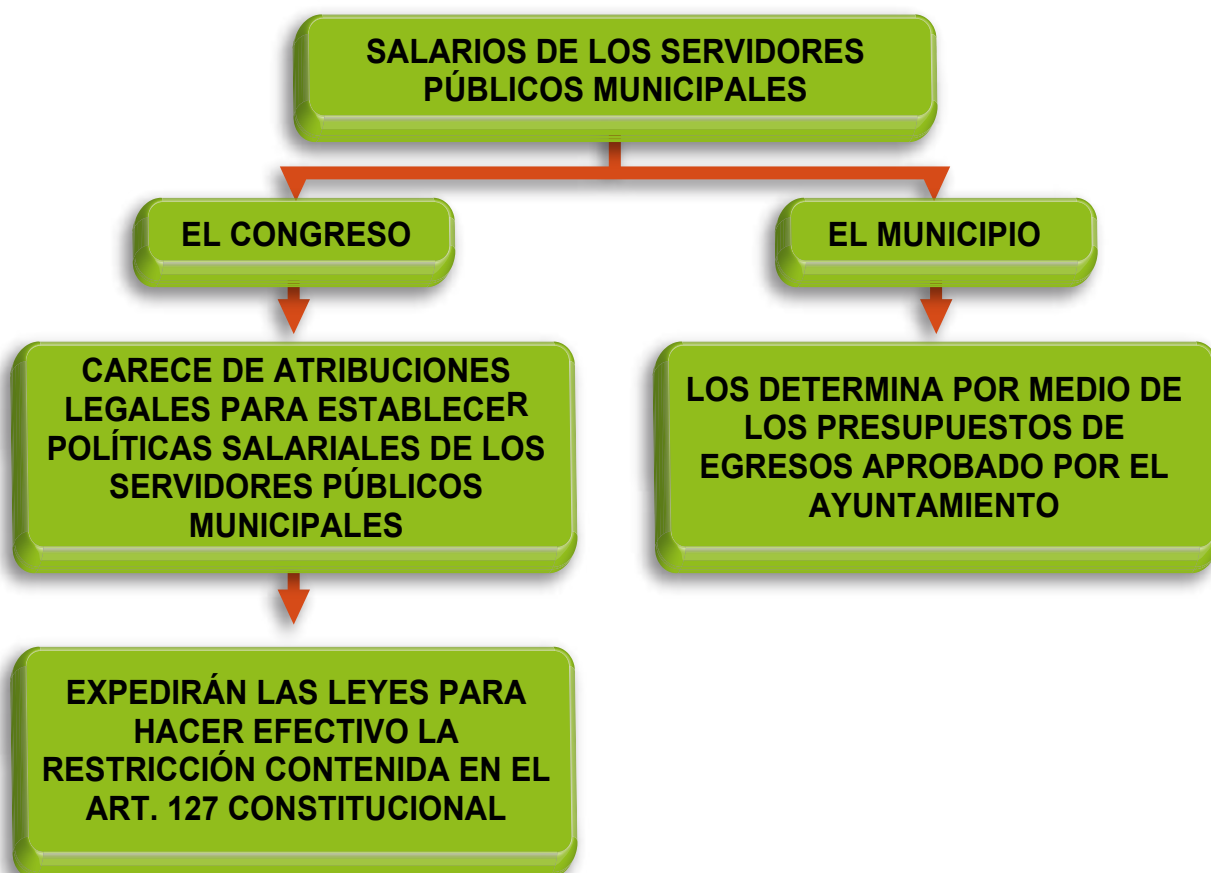 SALARIOS DE LOS SERVIDORES
PÚBLICOS MUNICIPALES
EL CONGRESO
EL MUNICIPIO
CARECE DE ATRIBUCIONES
LEGALES PARA ESTABLECER
POLÍTICAS SALARIALES DE LOS
SERVIDORES PÚBLICOS
MUNICIPALES
LOS DETERMINA POR MEDIO DE
LOS PRESUPUESTOS DE
EGRESOS APROBADO POR EL
AYUNTAMIENTO
EXPEDIRÁN LAS LEYES PARA
HACER EFECTIVO LA
RESTRICCIÓN CONTENIDA EN EL
ART. 127 CONSTITUCIONAL